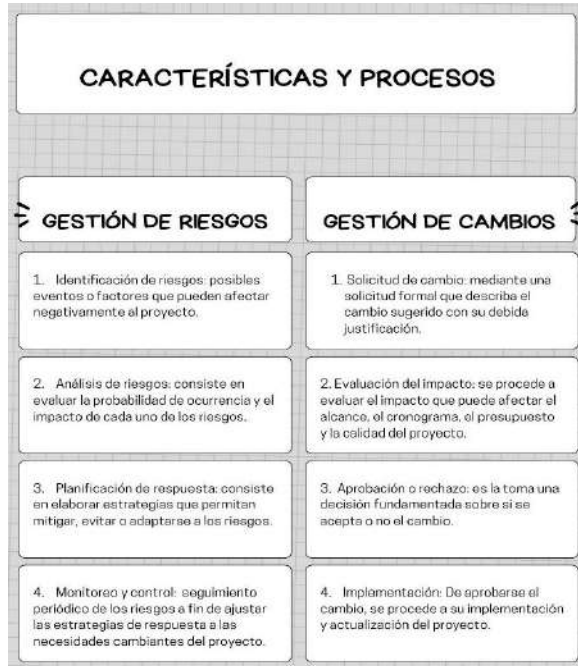 CARACTERÍSTICAS Y PROCESOS
GESTIÓN DE RIESGOS
1. Identificación de riesgos: posibles
eventos o factores que pueden afectar
negativamente al proyecto.
2. Análisis de riesgos: consiste en
evaluar la probabilidad de ocurrencia y el
impacto de cada uno de los riesgos.
3. Planificación de respuesta: consiste
en elaborar estrategias que permitan
mitigar, evitar o adaptarse a los riesgos.
4. Monitoreo y control: seguimiento
periódico de los riesgos a fin de ajustar
las estrategias de respuesta a las
necesidades cambiantes del proyecto.
GESTIÓN DE CAMBIOS
1. Solicitud de cambio: mediante una
solicitud formal que describa el
cambio sugerido con su debida
justificación.
2. Evaluación del impacto: se procede a
evaluar el impacto que puede afectar el
alcance, el cronograma, el presupuesto
y la calidad del proyecto.
3. Aprobación o rechazo: es la toma una
decisión fundamentada sobre si se
acepta o no el cambio.
4. Implementación: De aprobarse el
cambio, se procede a su implementación
y actualización del proyecto.